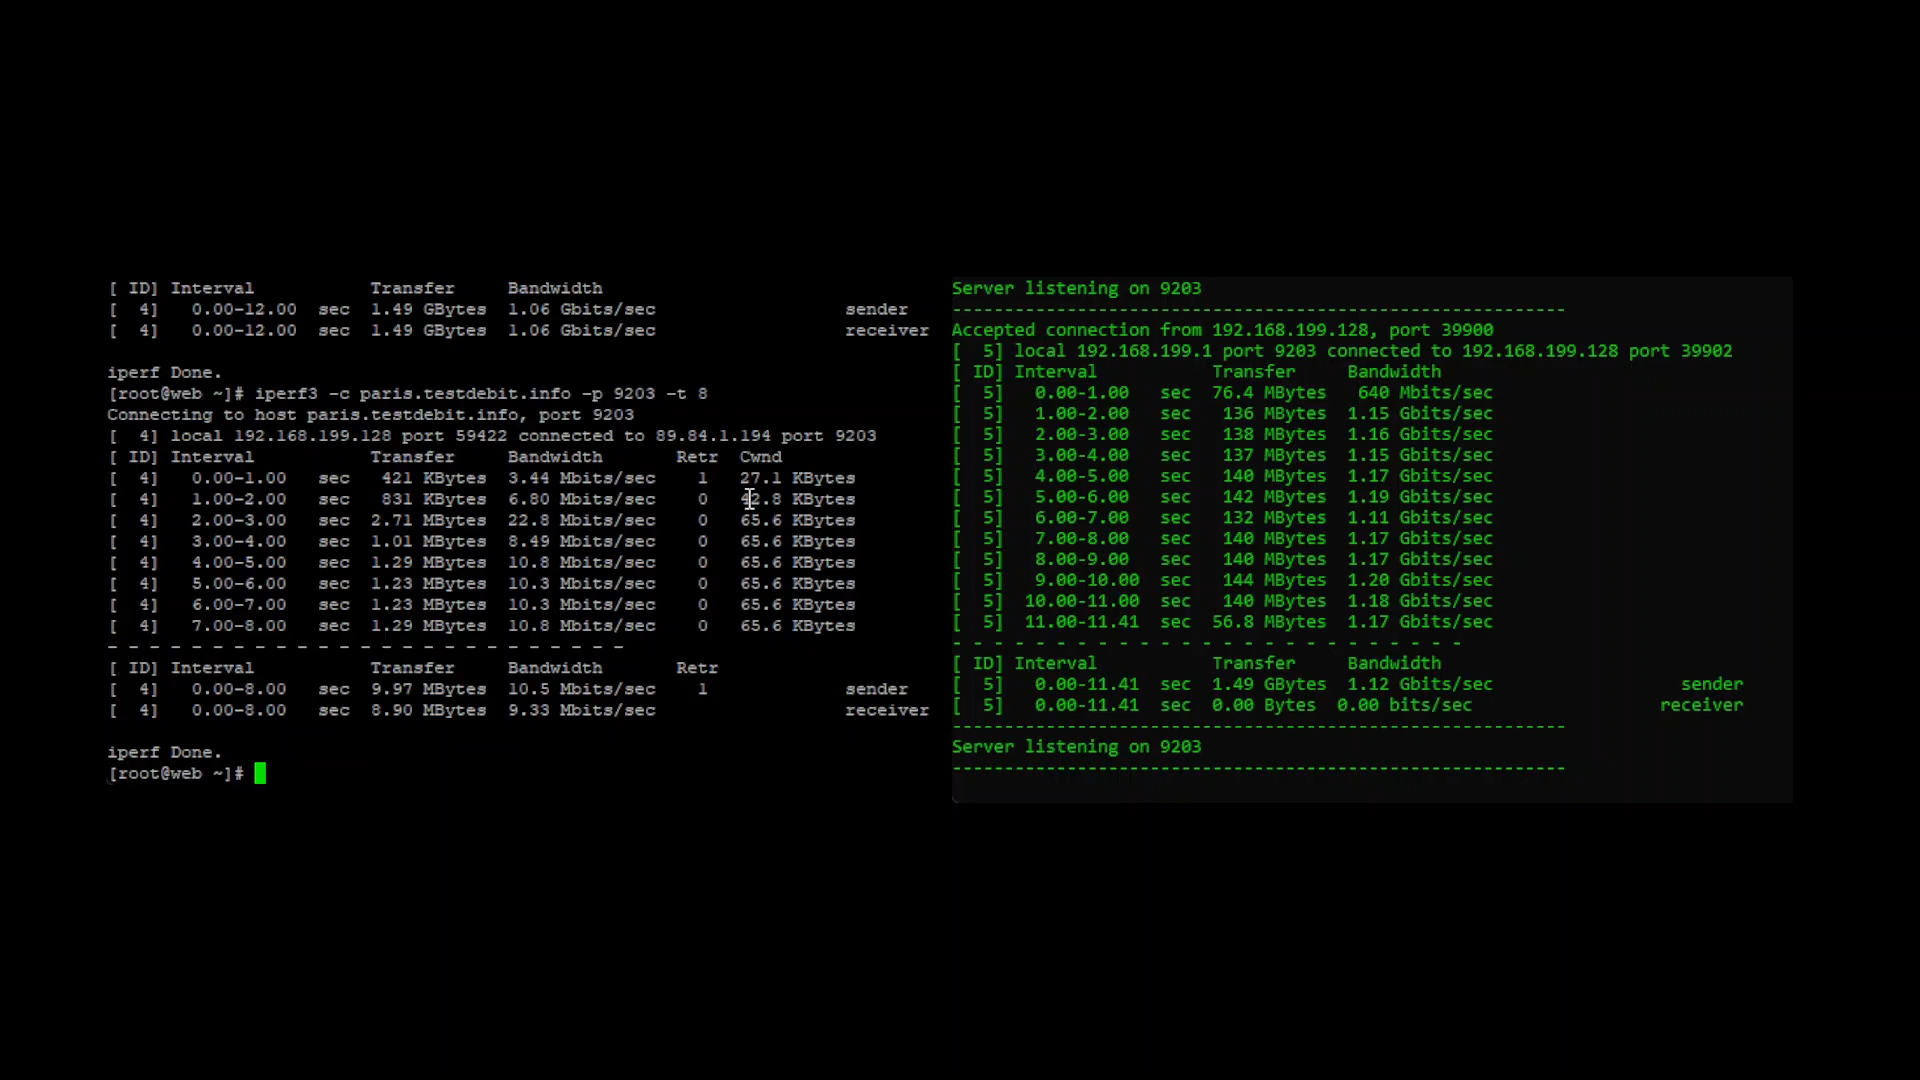 [ ID] Interval           Transfer     Bandwidth
[  4]   0.00-12.00  sec  1.49 GBytes  1.06 Gbits/sec                  sender
[  4]   0.00-12.00  sec  1.49 GBytes  1.06 Gbits/sec                  receiver
iperf Done.
[root@web ~]# iperf3 -c paris.testdebit.info -p 9203 -t 8
Connecting to host paris.testdebit.info, port 9203
[  4] local 192.168.199.128 port 59422 connected to 89.84.1.194 port 9203
[ ID] Interval           Transfer     Bandwidth       Retr  Cwnd
[  4]   0.00-1.00   sec   421 KBytes  3.44 Mbits/sec    1   27.1 KBytes
[  4]   1.00-2.00   sec   831 KBytes  6.80 Mbits/sec    0   42.8 KBytes
[  4]   2.00-3.00   sec  2.71 MBytes  22.8 Mbits/sec    0   65.6 KBytes
[  4]   3.00-4.00   sec  1.01 MBytes  8.49 Mbits/sec    0   65.6 KBytes
[  4]   4.00-5.00   sec  1.29 MBytes  10.8 Mbits/sec    0   65.6 KBytes
[  4]   5.00-6.00   sec  1.23 MBytes  10.3 Mbits/sec    0   65.6 KBytes
[  4]   6.00-7.00   sec  1.23 MBytes  10.3 Mbits/sec    0   65.6 KBytes
[  4]   7.00-8.00   sec  1.29 MBytes  10.8 Mbits/sec    0   65.6 KBytes
- - - - - - - - - - - - - - - - - - - - - - - - -
[ ID] Interval           Transfer     Bandwidth       Retr
[  4]   0.00-8.00   sec  9.97 MBytes  10.5 Mbits/sec    1             sender
[  4]   0.00-8.00   sec  8.90 MBytes  9.33 Mbits/sec                  receiver
iperf Done.
[root@web ~]#
Server listening on 9203
-----------------------------------------------------------
Accepted connection from 192.168.199.128, port 39900
[  5] local 192.168.199.1 port 9203 connected to 192.168.199.128 port 39902
[ ID] Interval           Transfer     Bandwidth
[  5]   0.00-1.00   sec  76.4 MBytes   640 Mbits/sec
[  5]   1.00-2.00   sec   136 MBytes  1.15 Gbits/sec
[  5]   2.00-3.00   sec   138 MBytes  1.16 Gbits/sec
[  5]   3.00-4.00   sec   137 MBytes  1.15 Gbits/sec
[  5]   4.00-5.00   sec   140 MBytes  1.17 Gbits/sec
[  5]   5.00-6.00   sec   142 MBytes  1.19 Gbits/sec
[  5]   6.00-7.00   sec   132 MBytes  1.11 Gbits/sec
[  5]   7.00-8.00   sec   140 MBytes  1.17 Gbits/sec
[  5]   8.00-9.00   sec   140 MBytes  1.17 Gbits/sec
[  5]   9.00-10.00  sec   144 MBytes  1.20 Gbits/sec
[  5]  10.00-11.00  sec   140 MBytes  1.18 Gbits/sec
[  5]  11.00-11.41  sec  56.8 MBytes  1.17 Gbits/sec
- - - - - - - - - - - - - - - - - - - - - - - - -
[ ID] Interval           Transfer     Bandwidth
[  5]   0.00-11.41  sec  1.49 GBytes  1.12 Gbits/sec                  sender
[  5]   0.00-11.41  sec  0.00 Bytes  0.00 bits/sec                  receiver
-----------------------------------------------------------
Server listening on 9203
-----------------------------------------------------------